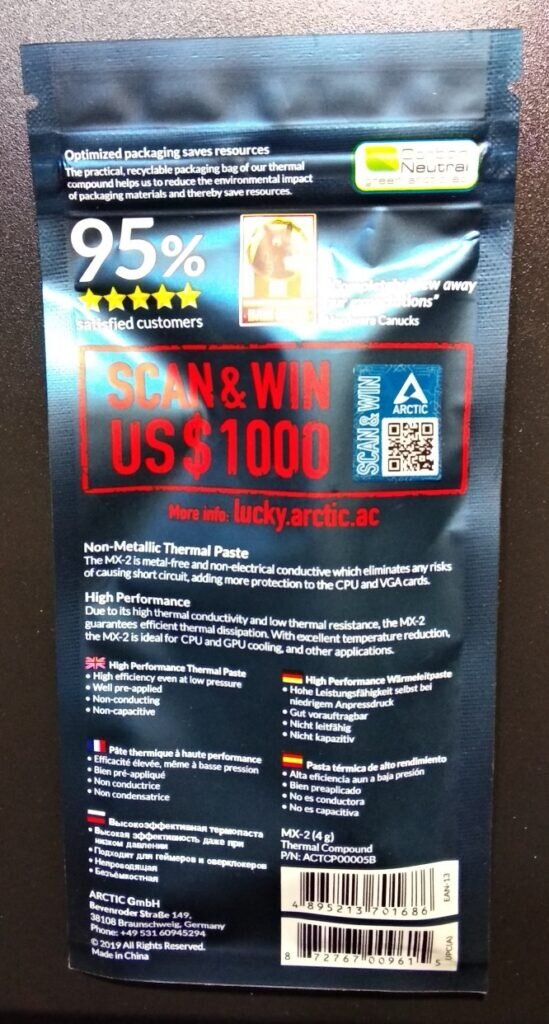 Optimized packaging saves resources
The practical, recyclable packaging bag of our thermal
compound helps us to reduce the environmental impact
of packaging materials and thereby save resources.
Carbon
Neutral
95%
satisfied customers
away
Hardware Canucks
SCAN & WIN
US $ 1000
SCAN & WIN
ARCTIC
More info: lucky.arctic.ac
Non-Metallic Thermal Paste
The MX-2 is metal-free and non-electrical conductive which eliminates any risks
of causing short circuit, adding more protection to the CPU and VGA cards.
High Performance
Due to its high thermal conductivity and low thermal resistance, the MX-2
guarantees efficient thermal dissipation. With excellent temperature reduction,
the MX-2 is ideal for CPU and GPU cooling, and other applications.
High Performance Thermal Paste
• High efficiency even at low pressure
• Well pre-applied
• Non-conducting
• Non-capacitive
High Performance Wärmeleitpaste
• Hohe Leistungsfähigkeit selbst bei
niedrigem Anpressdruck
• Gut vorauftragbar
• Nicht leitfähig
• Nicht kapazitiv
Pâte thermique à haute performance
• Efficacité élevée, même à basse pression
• Bien pré-appliqué
• Non conductrice
• Non condensatrice
Pasta térmica de alto rendimiento
• Alta eficiencia aun a baja presión
• Bien preaplicado
• No es conductora
• No es capacitiva
Высокоэффективная термопаста
• Высокая эффективность даже при
низком давлении
• Подходит для геймеров и оверклокеров
• Непроводящая
• Безъёмкостная
MX-2 (4 g)
Thermal Compound
P/N: ACTCP00005B
4 895213 701686
EAN-13
8 72767 00961 5
UPC(A)
ARCTIC GmbH
Bevenroder Straße 149,
38108 Braunschweig, Germany
Phone: +49 531 60945294
© 2019 All Rights Reserved.
Made in China